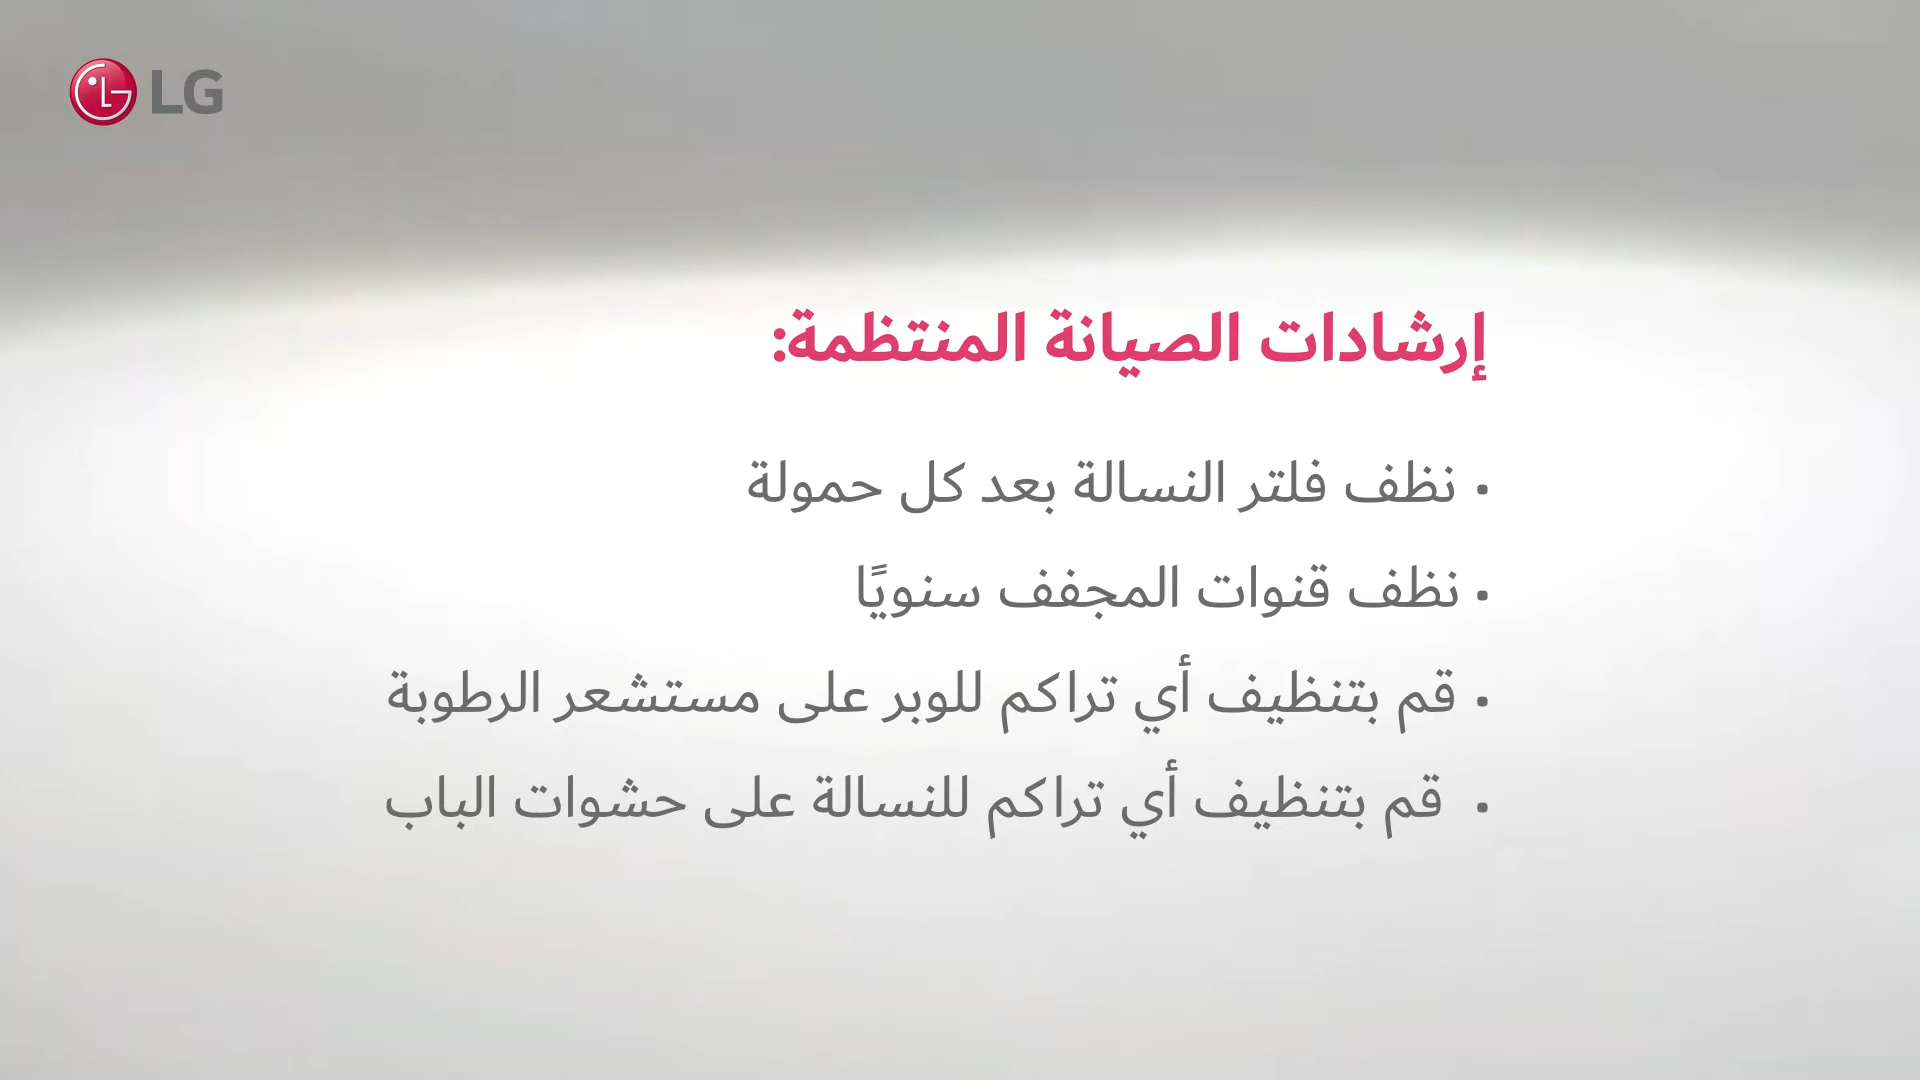 LG
إرشادات الصيانة المنتظمة:
• نظف فلتر النسالة بعد كل حمولة
• نظف قنوات المجفف سنويًا
• قم بتنظيف أي تراكم للوبر على مستشعر الرطوبة
• قم بتنظيف أي تراكم للنسالة على حشوات الباب